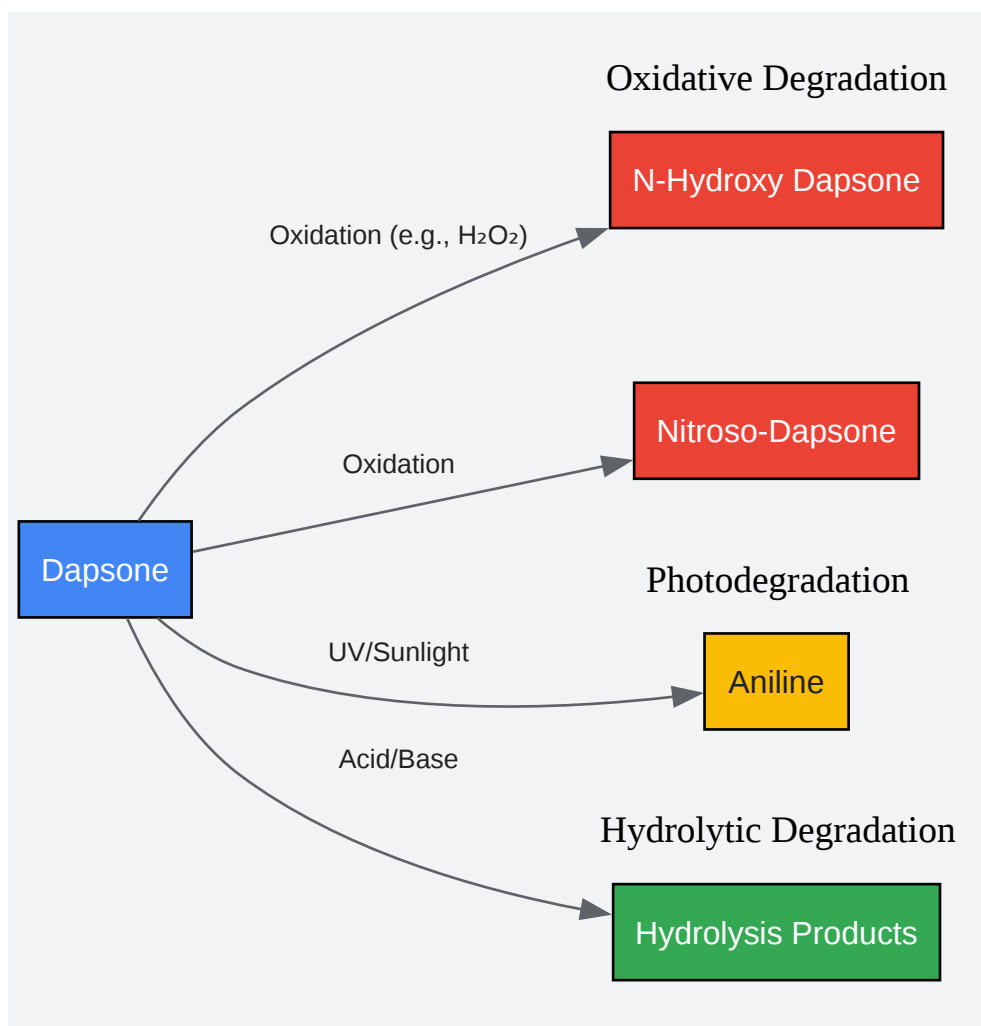 Oxidative Degradation
N-Hydroxy Dapsone
Oxidation (e.g., H₂O₂)
Nitroso-Dapsone
Oxidation
Dapsone
Photodegradation
UV/Sunlight
Aniline
Acid/Base
Hydrolytic Degradation
Hydrolysis Products